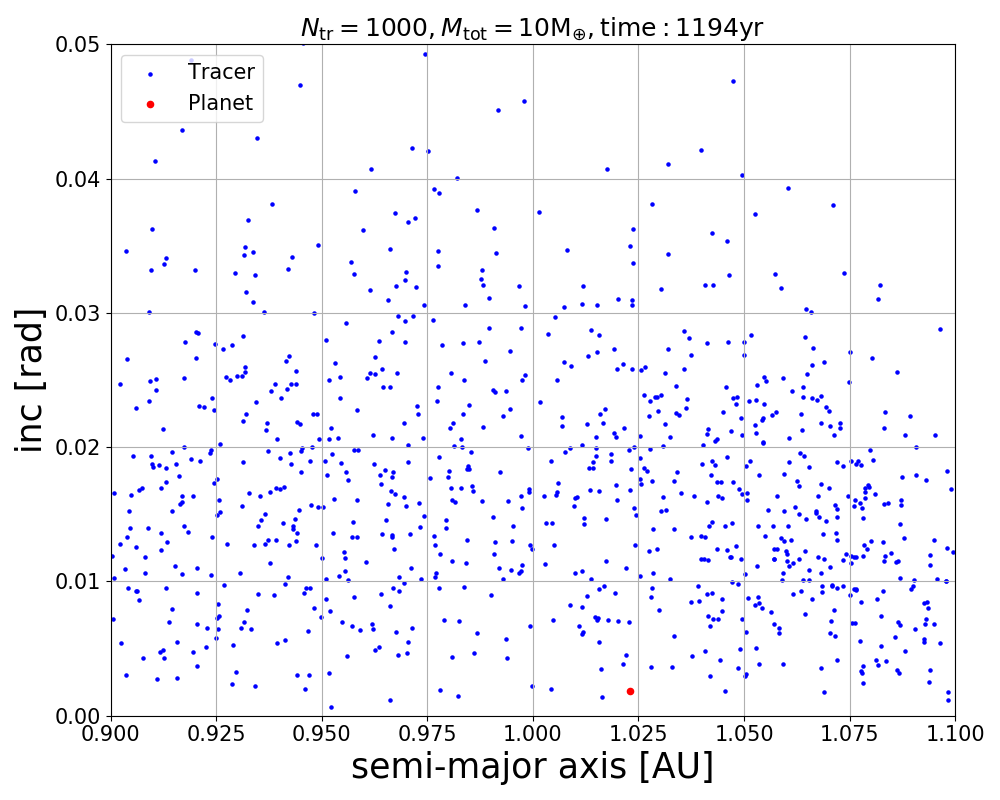 N_tr = 1000, M_tot = 10M_⊕, time : 1194yr
Tracer
Planet
0.05
0.04
0.03
0.02
0.01
0.00
inc [rad]
0.900 0.925 0.950 0.975 1.000 1.025 1.050 1.075 1.100
semi-major axis [AU]